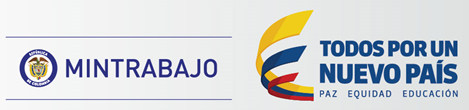 MINTRABAJO
TODOS POR UN
NUEVO PAÍS
PAZ EQUIDAD EDUCACIÓN